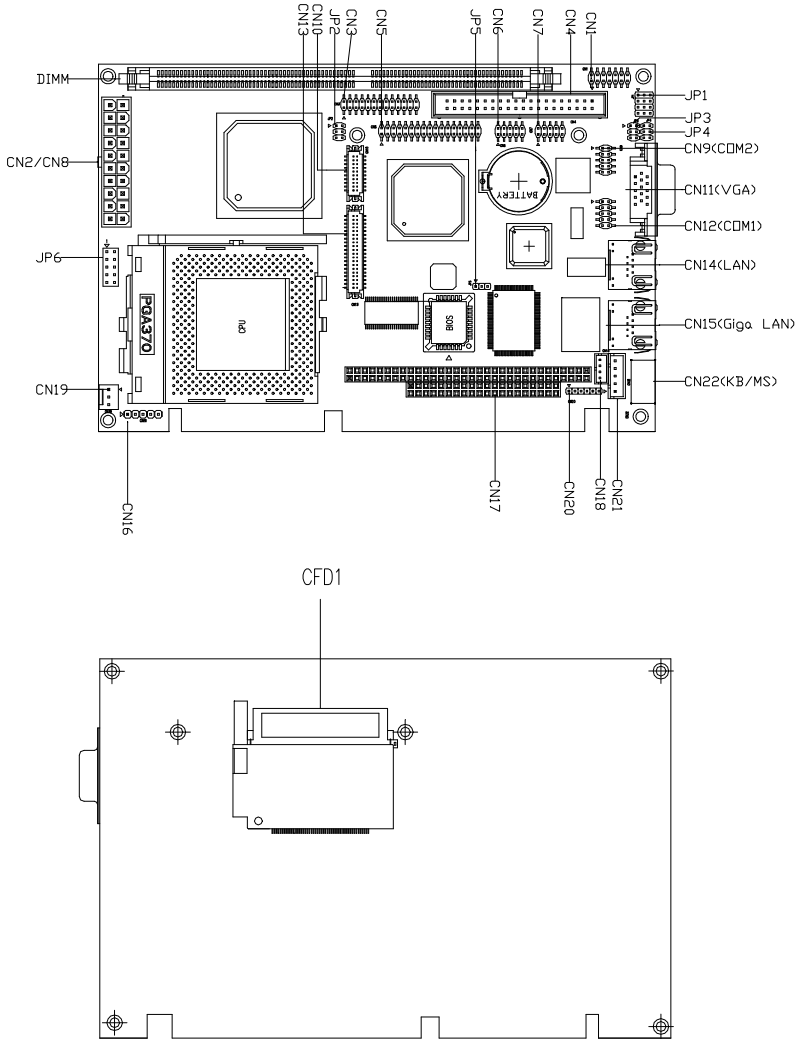 CN13
CN10
JP2
CN3
CN5
JP5
CN6
CN7
CN4
CN1
DIMM
JP1
JP3
JP4
CN2/CN8
CN9(COM2)
BATTERY
CN11(VGA)
CN12(COM1)
JP6
CN14(LAN)
PGA370
CPU
BIOS
CN15(Giga LAN)
CN19
CN22(KB/MS)
CN16
CN17
CN20
CN18
CN21
CFD1